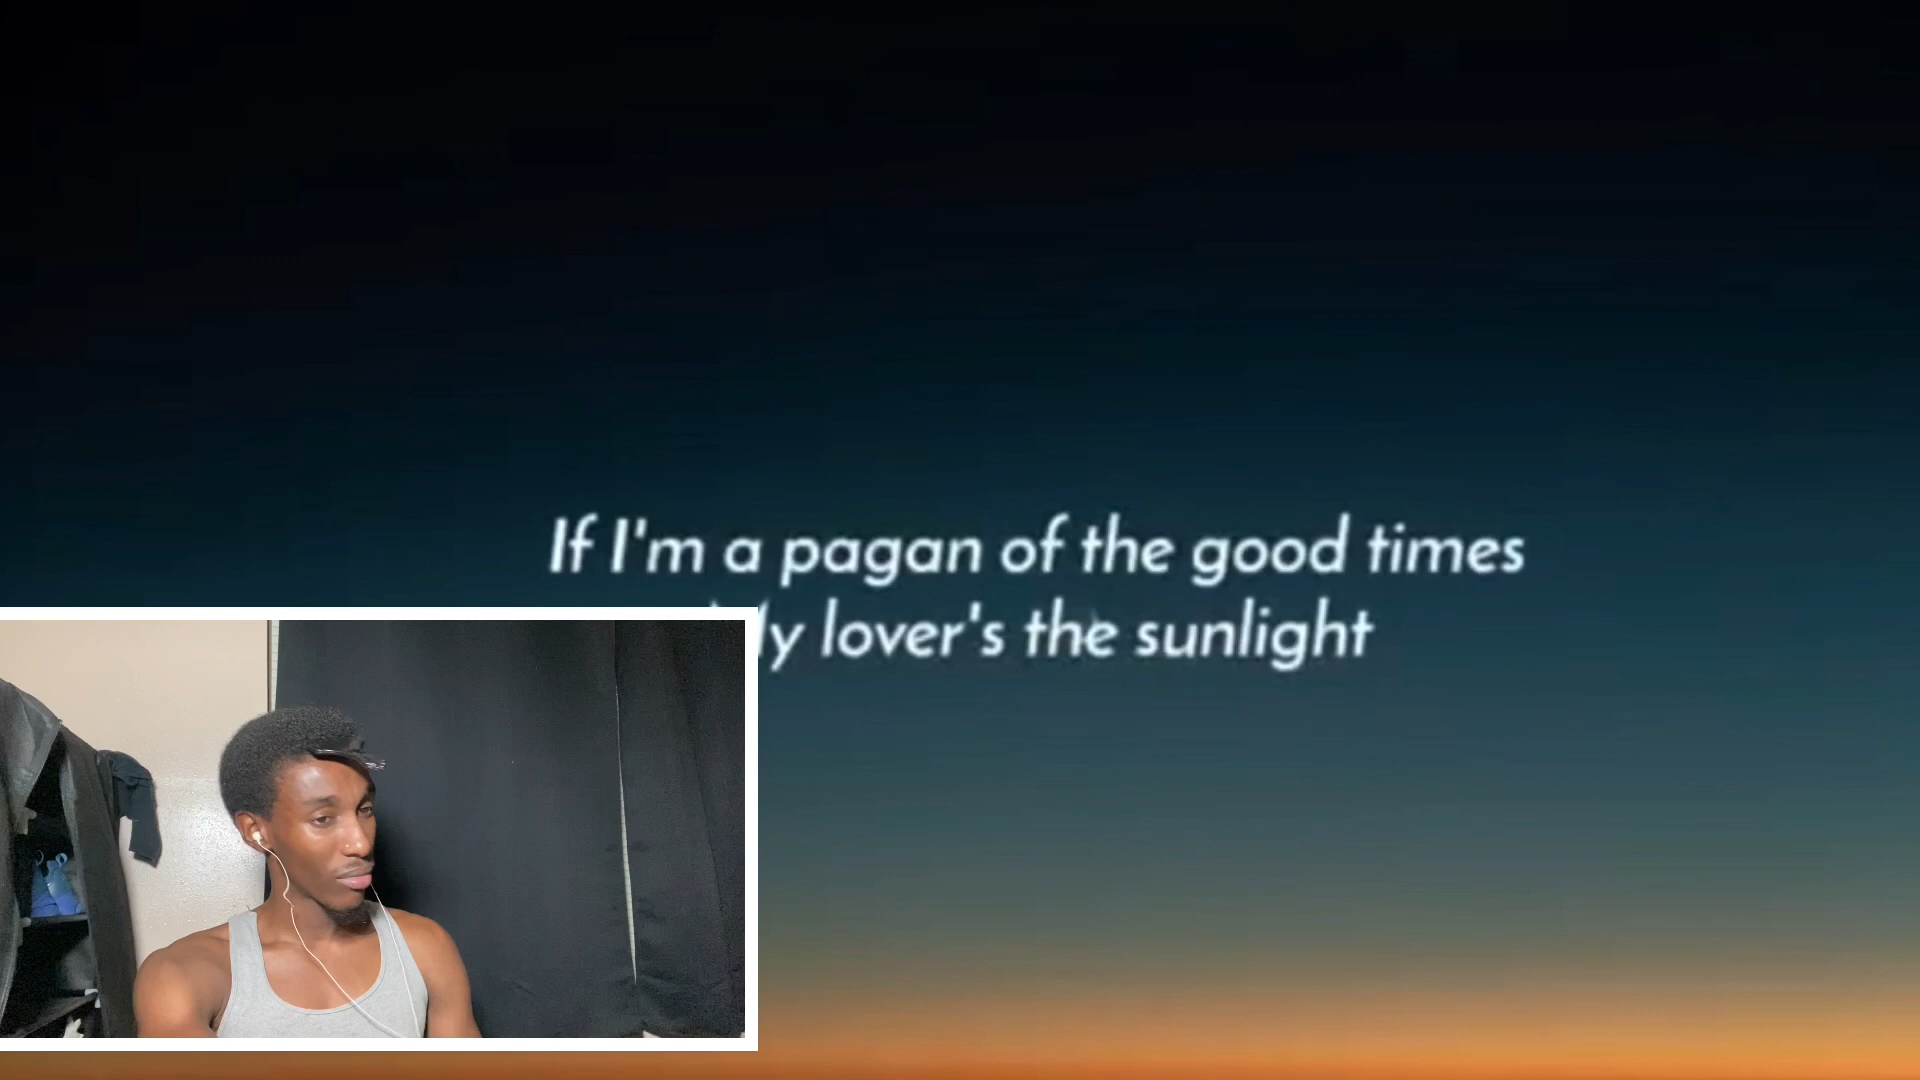 If I'm a pagan of the good times
lover's the sunlight